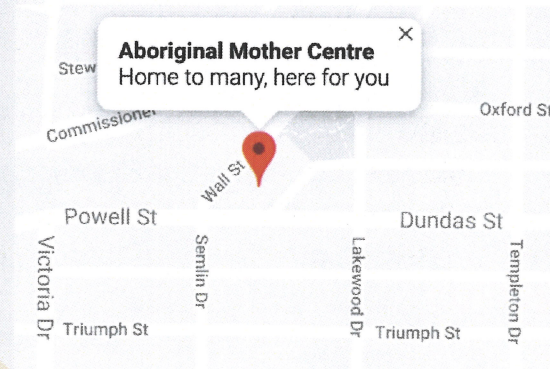 Aboriginal Mother Centre
Home to many, here for you
Stew
Oxford St
Commissioner
Wall St
Powell St
Dundas St
Victoria Dr
Semlin Dr
Lakewood Dr
Templeton Dr
Triumph St
Triumph St